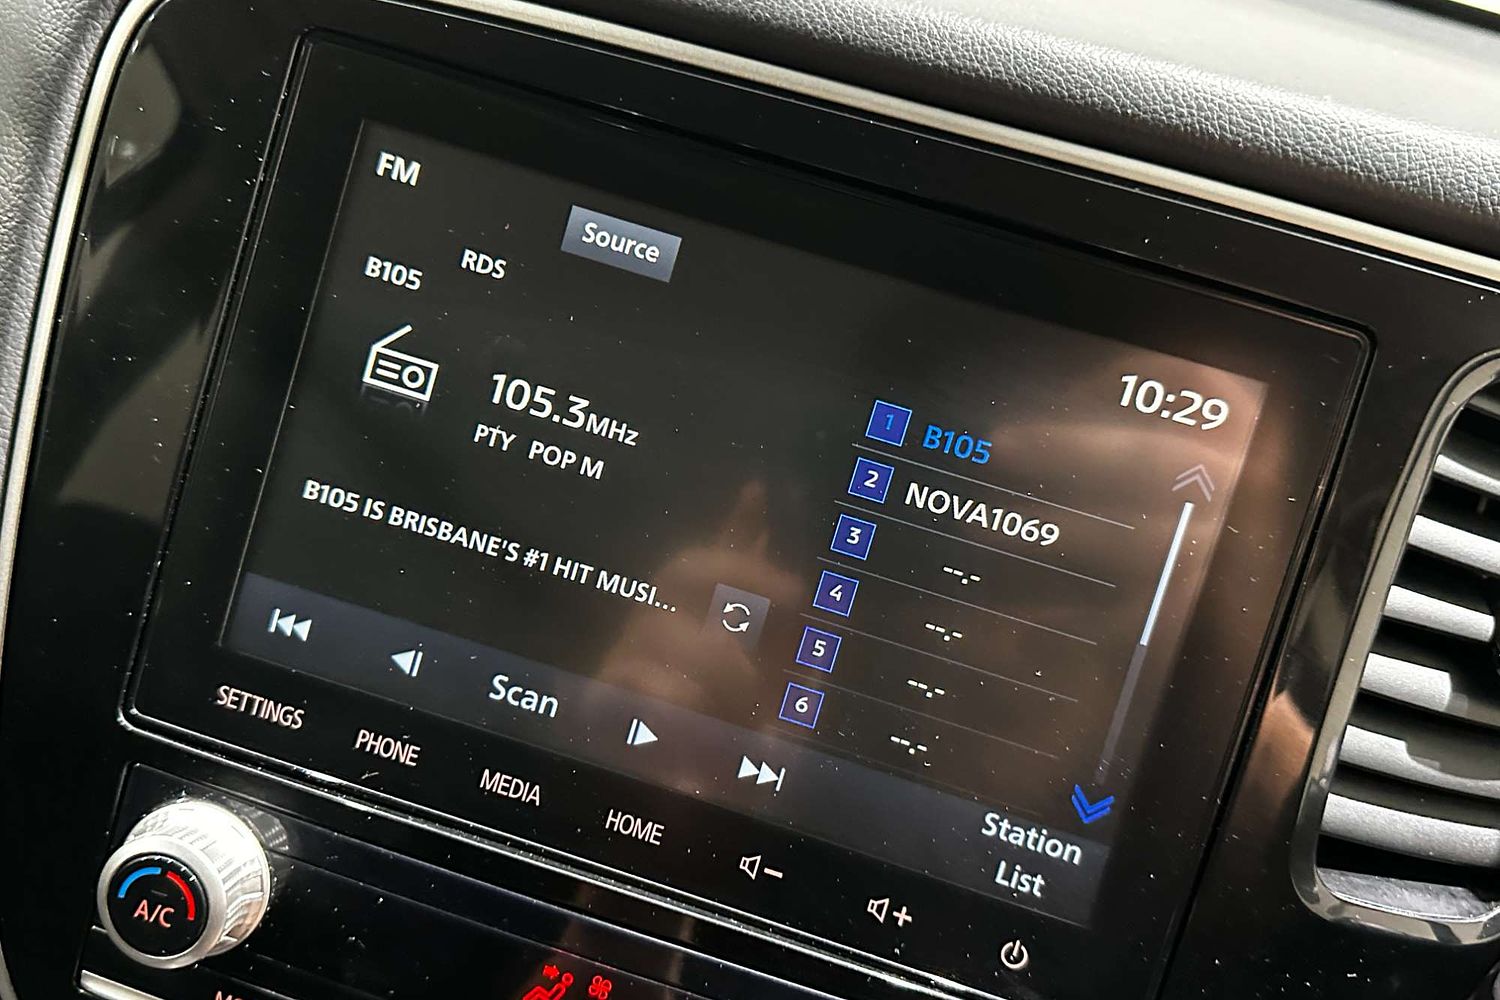 FM
Source
RDS
B105
10:29
105.3MHz
PTY POP M
B105 IS BRISBANE'S #1 HIT MUSI...
1 B105
2 NOVA1069
3 --.-
4 --.-
5 --.-
6 --.-
Scan
Station
List
SETTINGS
PHONE
MEDIA
HOME
A/C